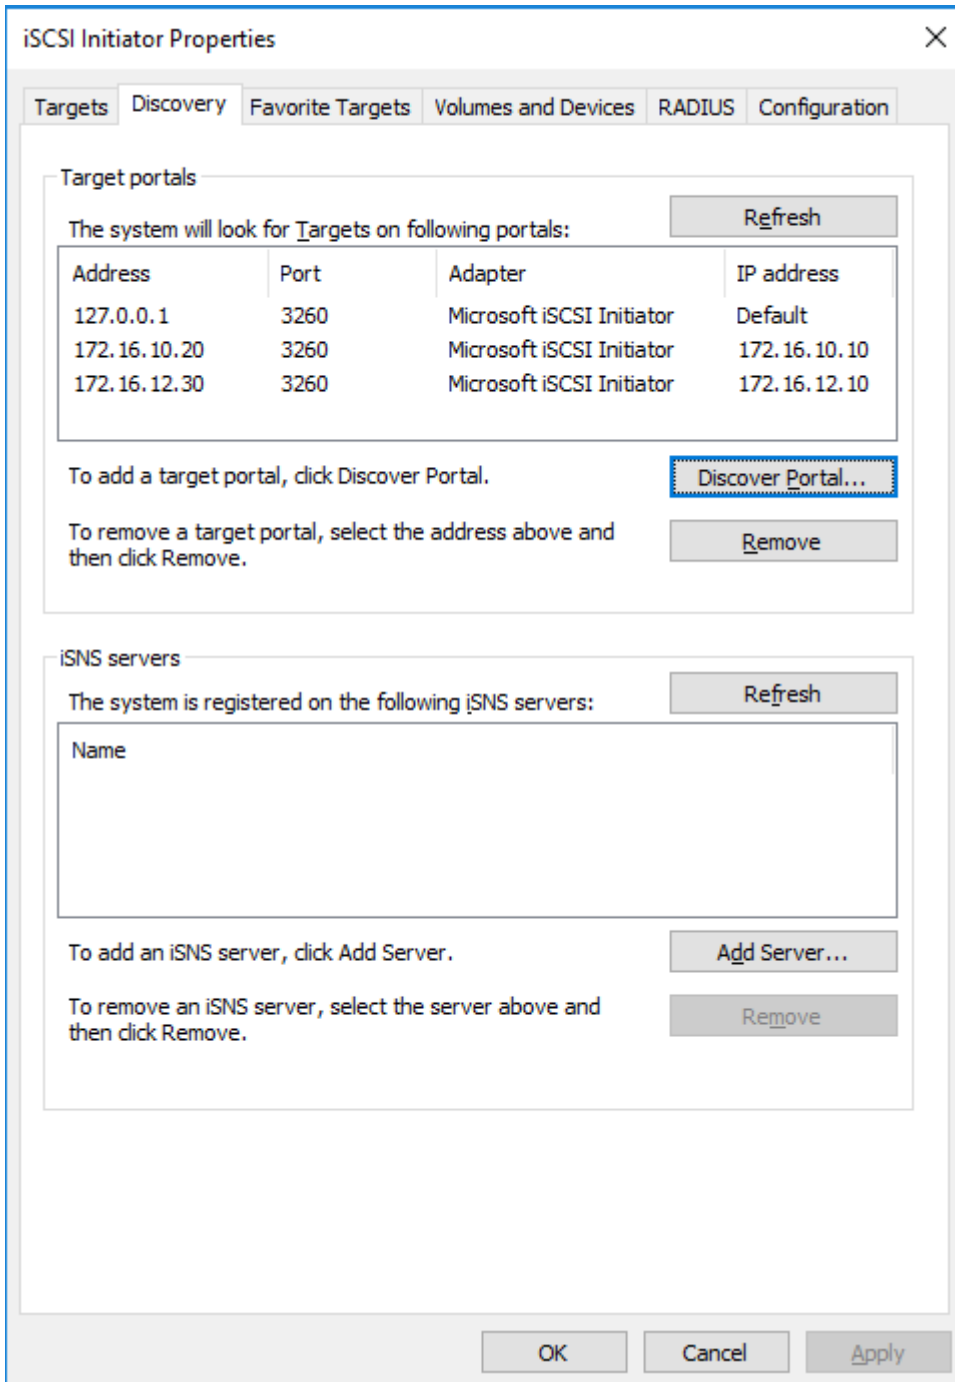 iSCSI Initiator Properties
Targets Discovery Favorite Targets Volumes and Devices RADIUS Configuration
Target portals
The system will look for Targets on following portals:
Refresh
Address Port Adapter IP address
127.0.0.1 3260 Microsoft iSCSI Initiator Default
172.16.10.20 3260 Microsoft iSCSI Initiator 172.16.10.10
172.16.12.30 3260 Microsoft iSCSI Initiator 172.16.12.10
To add a target portal, click Discover Portal.
Discover Portal...
To remove a target portal, select the address above and
then click Remove.
Remove
iSNS servers
The system is registered on the following iSNS servers:
Refresh
Name
To add an iSNS server, click Add Server.
Add Server...
To remove an iSNS server, select the server above and
then click Remove.
Remove
OK Cancel Apply